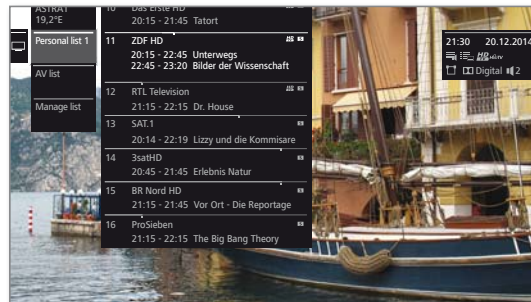 ASTRA1
19,2°E
Personal list 1
AV list
Manage list
10 Das Erste HD
20:15 - 21:45 Tatort
11 ZDF HD
20:15 - 22:45 Unterwegs
22:45 - 23:20 Bilder der Wissenschaft
12 RTL Television
21:15 - 22:15 Dr. House
13 SAT.1
20:14 - 22:19 Lizzy und die Kommisare
14 3satHD
20:45 - 21:45 Erlebnis Natur
15 BR Nord HD
21:15 - 21:45 Vor Ort - Die Reportage
16 ProSieben
21:15 - 22:15 The Big Bang Theory
21:30 20.12.2014
Digital 2